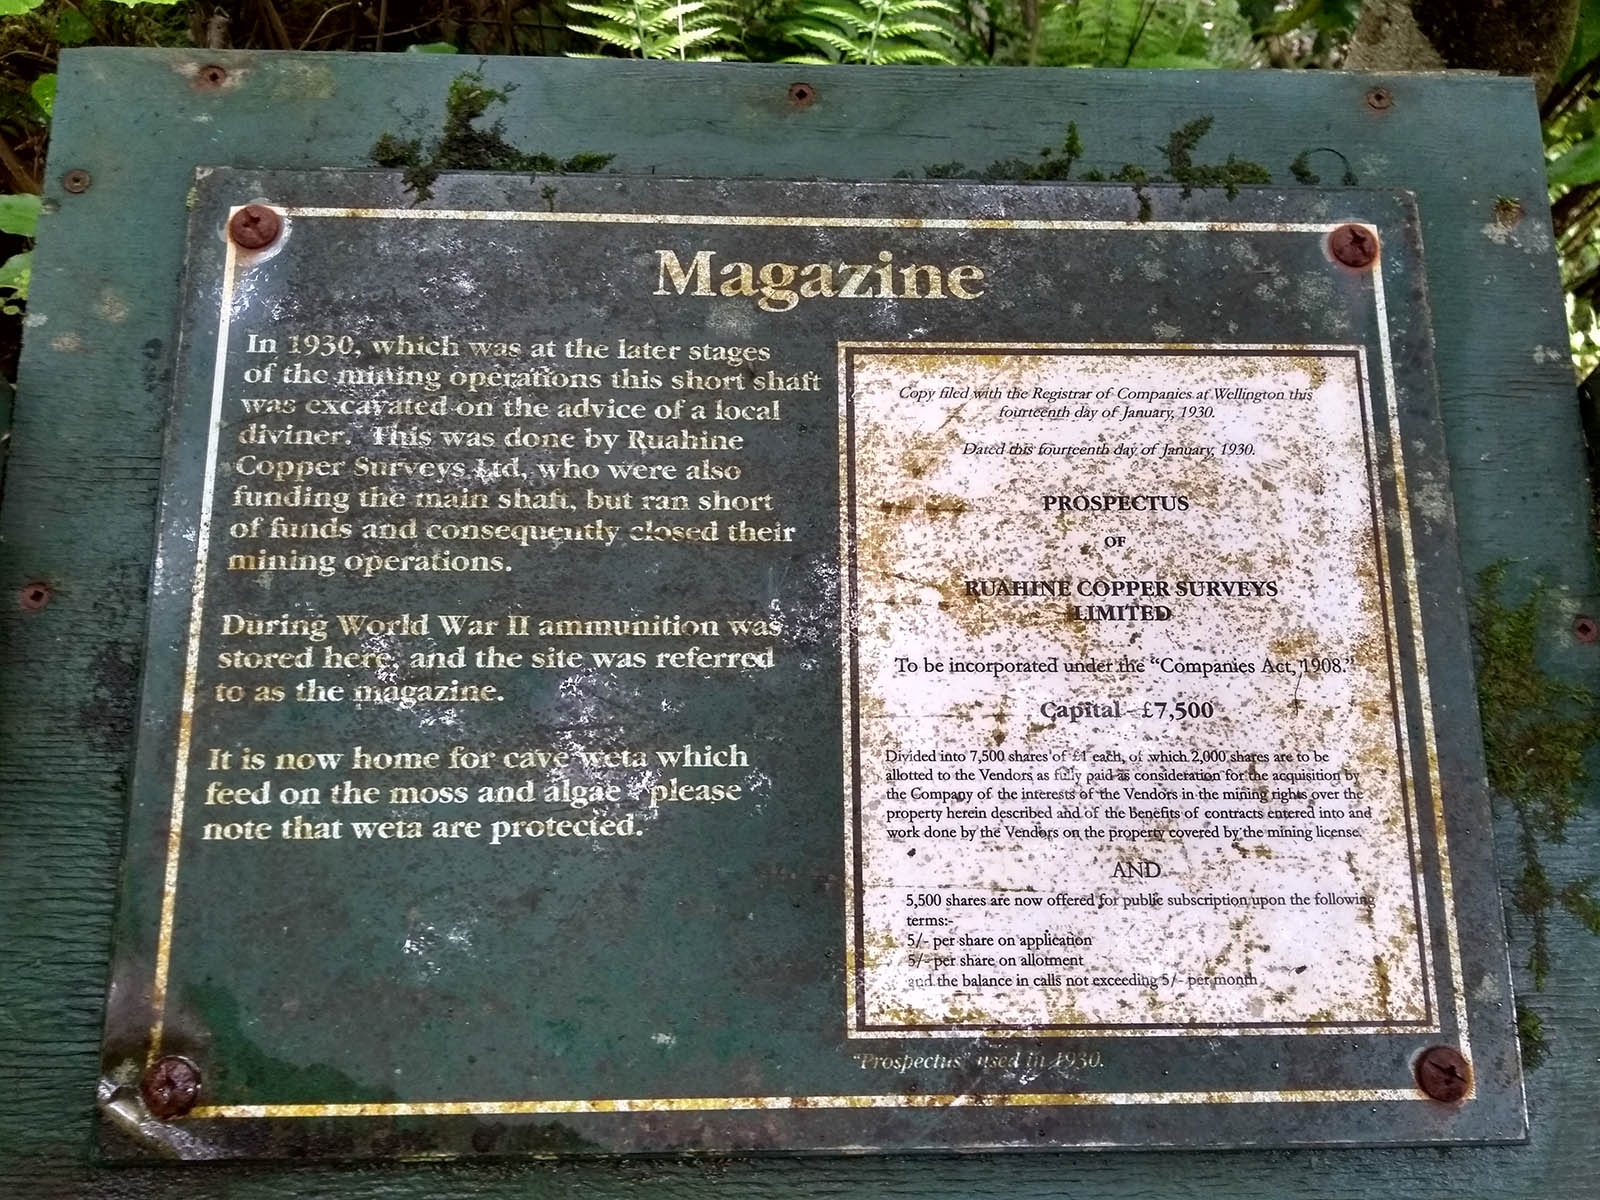 Magazine
In 1930, which was at the later stages
of the mining operations this short shaft
was excavated on the advice of a local
diviner. This was done by Ruahine
Copper Surveys Ltd, who were also
funding the main shaft, but ran short
of funds and consequently closed their
mining operations.
During World War II ammunition was
stored here, and the site was referred
to as the magazine.
It is now home for cave weta which
feed on the moss and algae - please
note that weta are protected.
Copy filed with the Registrar of Companies at Wellington this
fourteenth day of January, 1930.
Dated this fourteenth day of January, 1930.
PROSPECTUS
OF
RUAHINE COPPER SURVEYS
LIMITED
To be incorporated under the "Companies Act, 1908."
Capital - £7,500
Divided into 7,500 shares of £1 each, of which 2,000 shares are to be
allotted to the Vendors as fully paid as consideration for the acquisition by
the Company of the interests of the Vendors in the mining rights over the
property herein described and of the Benefits of contracts entered into and
work done by the Vendors on the property covered by the mining license.
AND
5,500 shares are now offered for public subscription upon the following
terms:-
5/- per share on application
5/- per share on allotment
and the balance in calls not exceeding 5/- per month
"Prospectus" used in 1930.